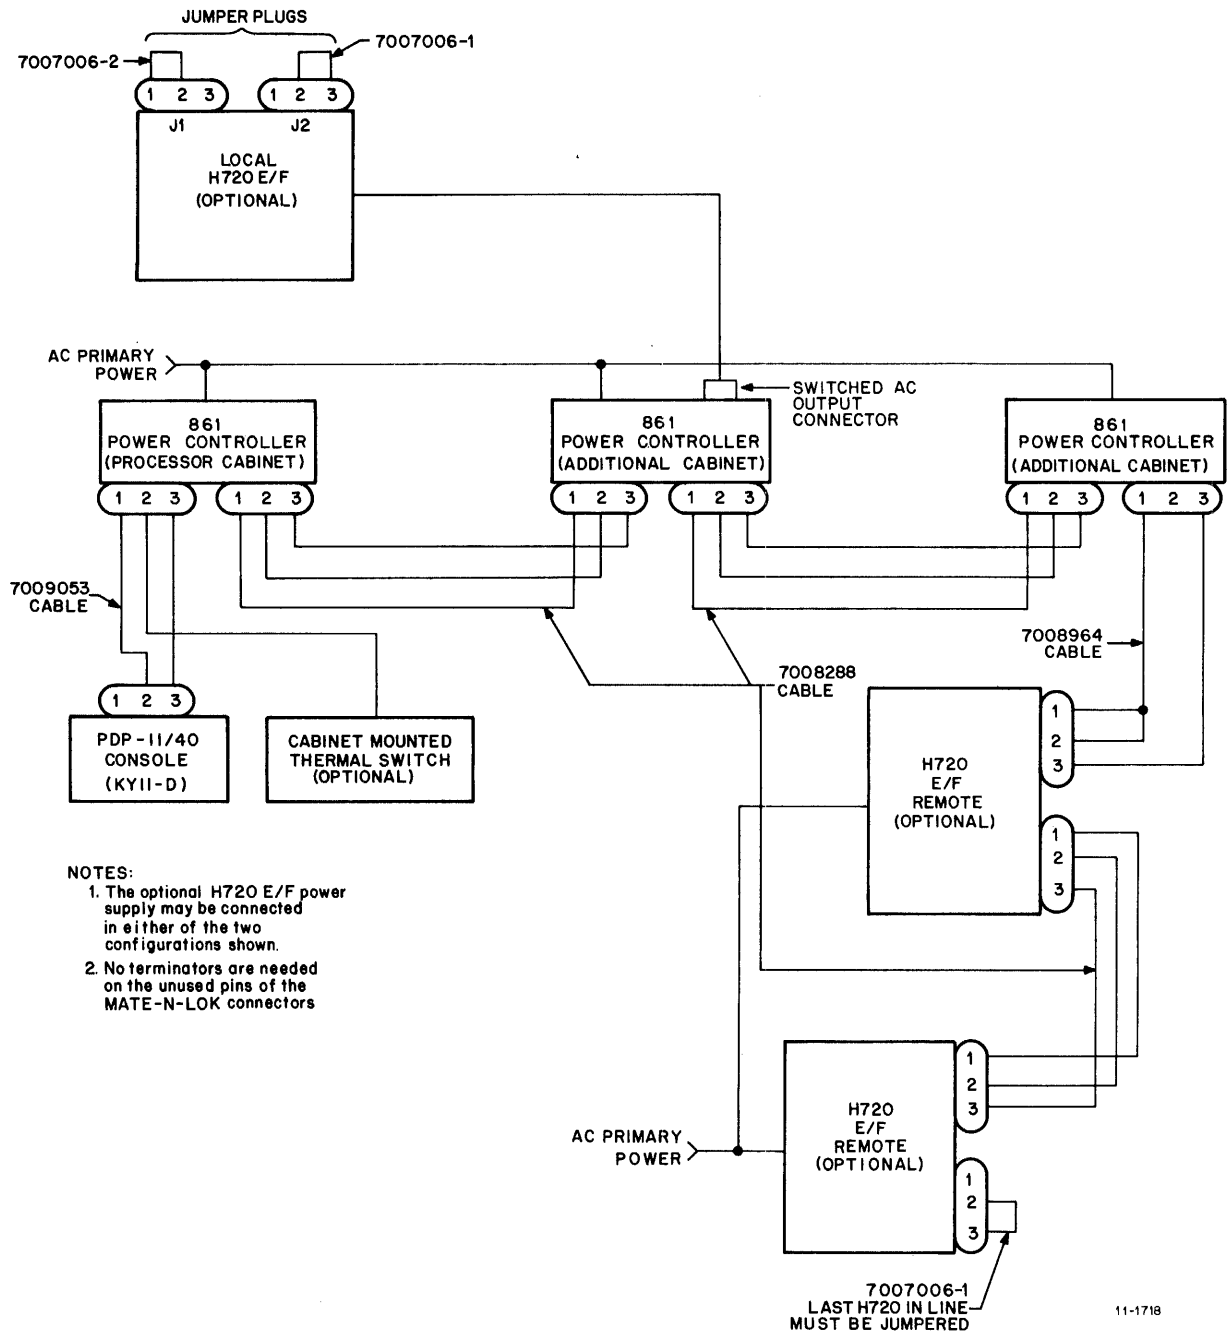 JUMPER PLUGS
7007006-2
7007006-1
1 2 3
1 2 3
J1
J2
LOCAL
H720 E/F
(OPTIONAL)
AC PRIMARY
POWER
SWITCHED AC
OUTPUT
CONNECTOR
861
POWER CONTROLLER
(PROCESSOR CABINET)
861
POWER CONTROLLER
(ADDITIONAL CABINET)
861
POWER CONTROLLER
(ADDITIONAL CABINET)
1 2 3
1 2 3
1 2 3
1 2 3
1 2 3
1 2 3
7009053
CABLE
7008288
CABLE
7008964
CABLE
1 2 3
PDP-11/40
CONSOLE
(KY11-D)
CABINET MOUNTED
THERMAL SWITCH
(OPTIONAL)
H720
E/F
REMOTE
(OPTIONAL)
1
2
3
1
2
3
NOTES:
1. The optional H720 E/F power
supply may be connected
in either of the two
configurations shown.
2. No terminators are needed
on the unused pins of the
MATE-N-LOK connectors
AC PRIMARY
POWER
H720
E/F
REMOTE
(OPTIONAL)
1
2
3
1
2
3
7007006-1
LAST H720 IN LINE
MUST BE JUMPERED
11-1718